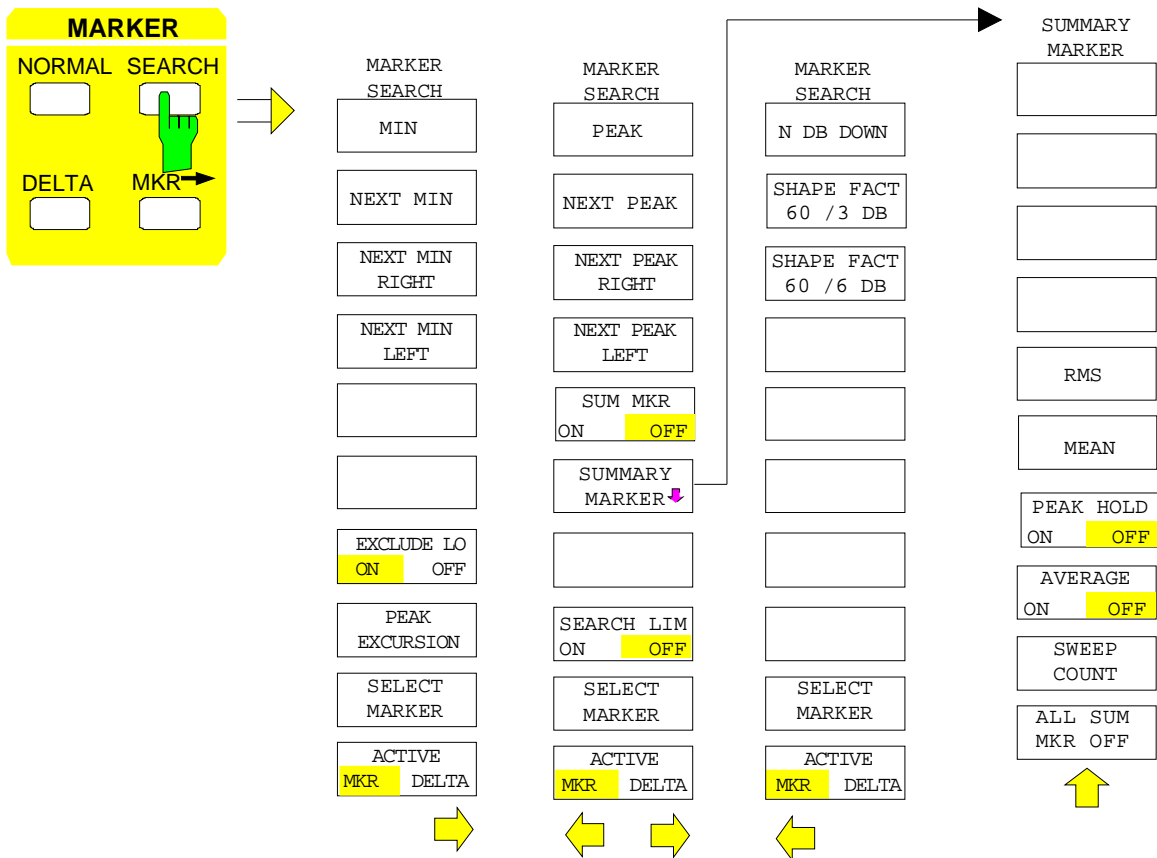 MARKER
NORMAL SEARCH
DELTA MKR
MARKER
SEARCH
MIN
NEXT MIN
NEXT MIN
RIGHT
NEXT MIN
LEFT
EXCLUDE LO
ON OFF
PEAK
EXCURSION
SELECT
MARKER
ACTIVE
MKR DELTA
MARKER
SEARCH
PEAK
NEXT PEAK
NEXT PEAK
RIGHT
NEXT PEAK
LEFT
SUM MKR
ON OFF
SUMMARY
MARKER
SEARCH LIM
ON OFF
SELECT
MARKER
ACTIVE
MKR DELTA
MARKER
SEARCH
N DB DOWN
SHAPE FACT
60 /3 DB
SHAPE FACT
60 /6 DB
SELECT
MARKER
ACTIVE
MKR DELTA
SUMMARY
MARKER
RMS
MEAN
PEAK HOLD
ON OFF
AVERAGE
ON OFF
SWEEP
COUNT
ALL SUM
MKR OFF